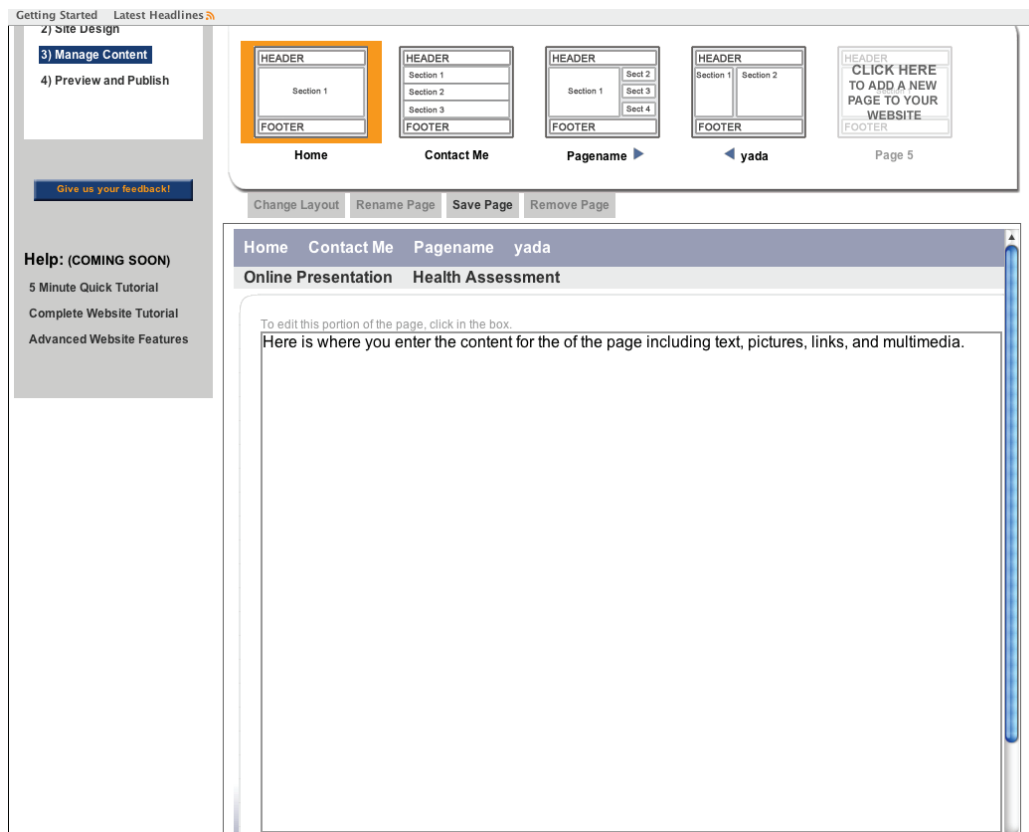 Getting Started Latest Headlines
2) Site Design
3) Manage Content
4) Preview and Publish
Give us your feedback!
Help: (COMING SOON)
5 Minute Quick Tutorial
Complete Website Tutorial
Advanced Website Features
HEADER
Section 1
FOOTER
Home
HEADER
Section 1
Section 2
Section 3
FOOTER
Contact Me
HEADER
Section 1
Sect 2
Sect 3
Sect 4
FOOTER
Pagename
HEADER
Section 1 Section 2
FOOTER
yada
HEADER
CLICK HERE
TO ADD A NEW
PAGE TO YOUR
WEBSITE
FOOTER
Page 5
Change Layout Rename Page Save Page Remove Page
Home Contact Me Pagename yada
Online Presentation Health Assessment
To edit this portion of the page, click in the box.
Here is where you enter the content for the of the page including text, pictures, links, and multimedia.